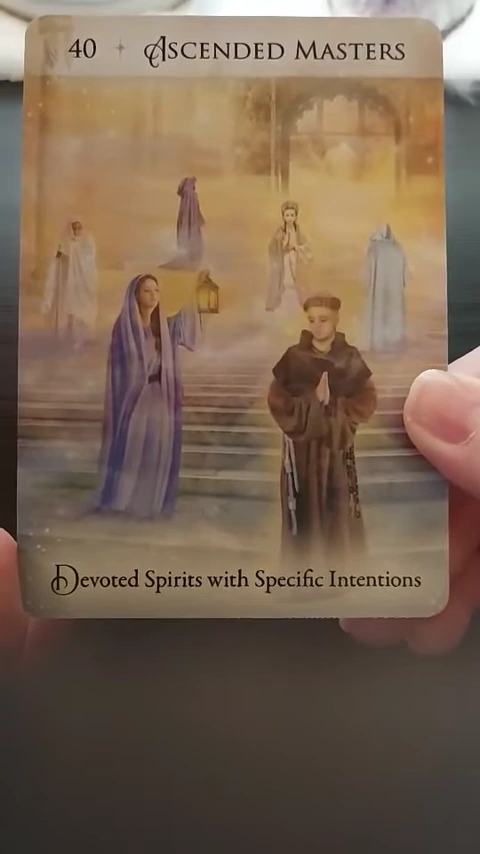 40 ✦ Ascended Masters
Devoted Spirits with Specific Intentions